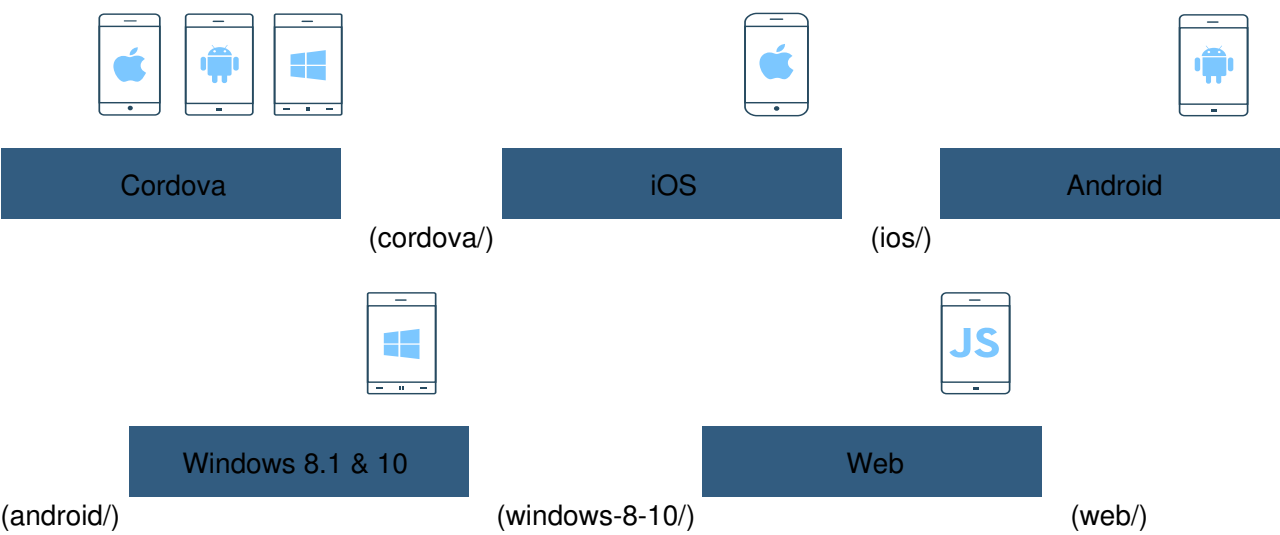 Cordova
iOS
Android
(cordova/)
(ios/)
JS
Windows 8.1 & 10
Web
(android/)
(windows-8-10/)
(web/)